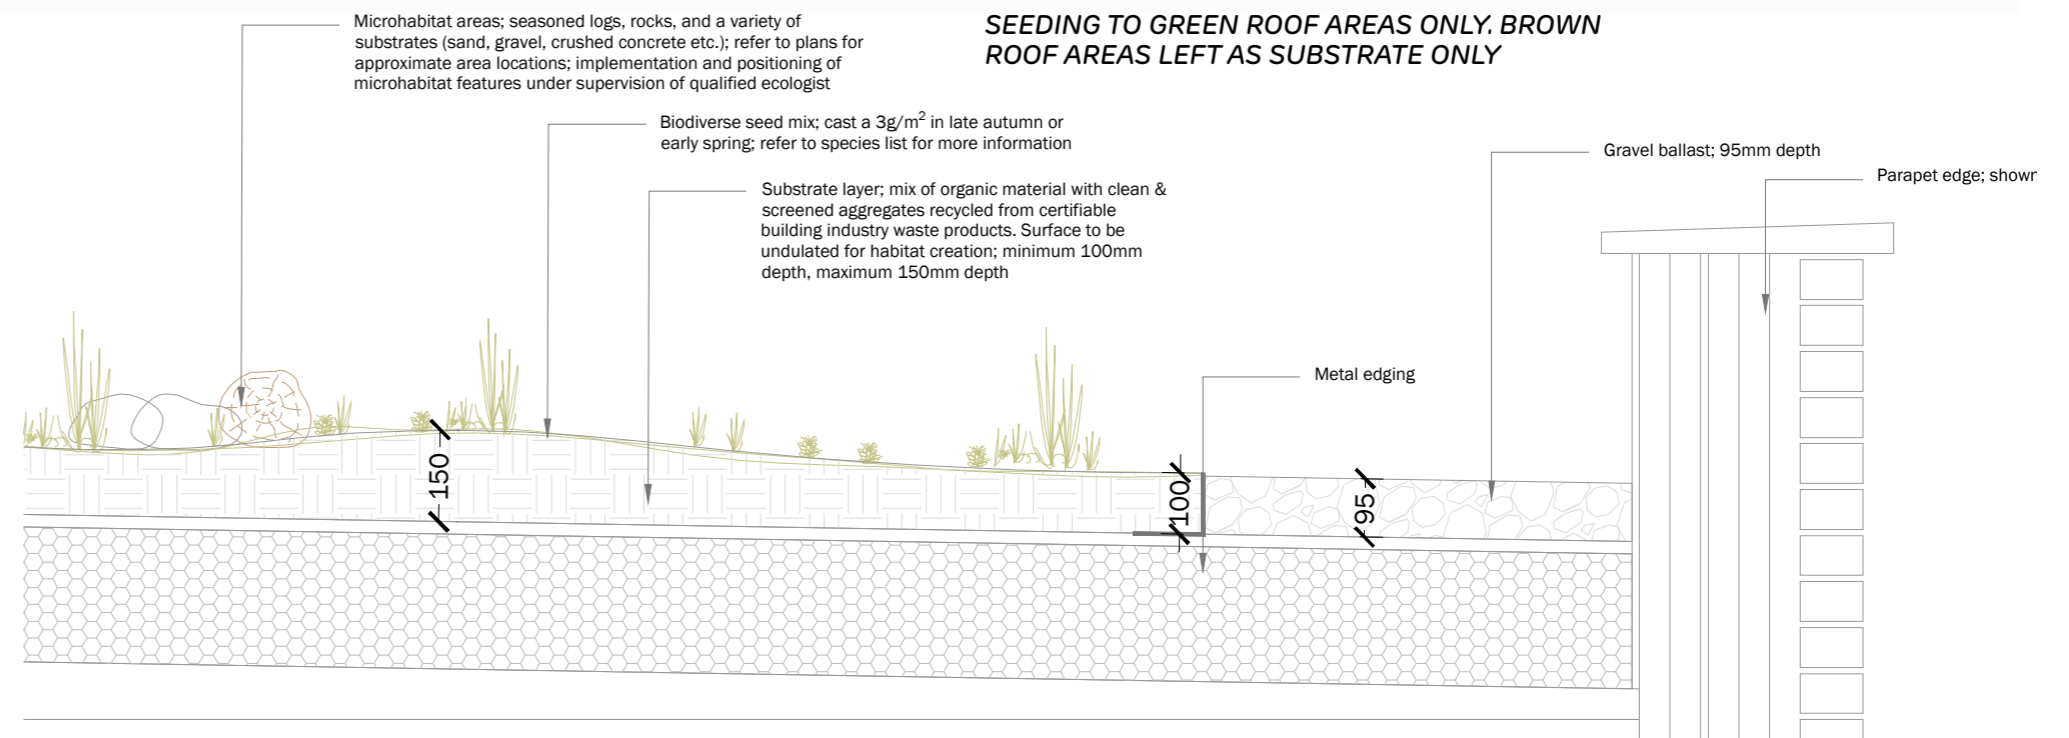 Microhabitat areas; seasoned logs, rocks, and a variety of
substrates (sand, gravel, crushed concrete etc.); refer to plans for
approximate area locations; implementation and positioning of
microhabitat features under supervision of qualified ecologist
SEEDING TO GREEN ROOF AREAS ONLY. BROWN
ROOF AREAS LEFT AS SUBSTRATE ONLY
Biodiverse seed mix; cast a 3g/m² in late autumn or
early spring; refer to species list for more information
Substrate layer; mix of organic material with clean &
screened aggregates recycled from certifiable
building industry waste products. Surface to be
undulated for habitat creation; minimum 100mm
depth, maximum 150mm depth
Gravel ballast; 95mm depth
Parapet edge; shown
Metal edging
150
100
95